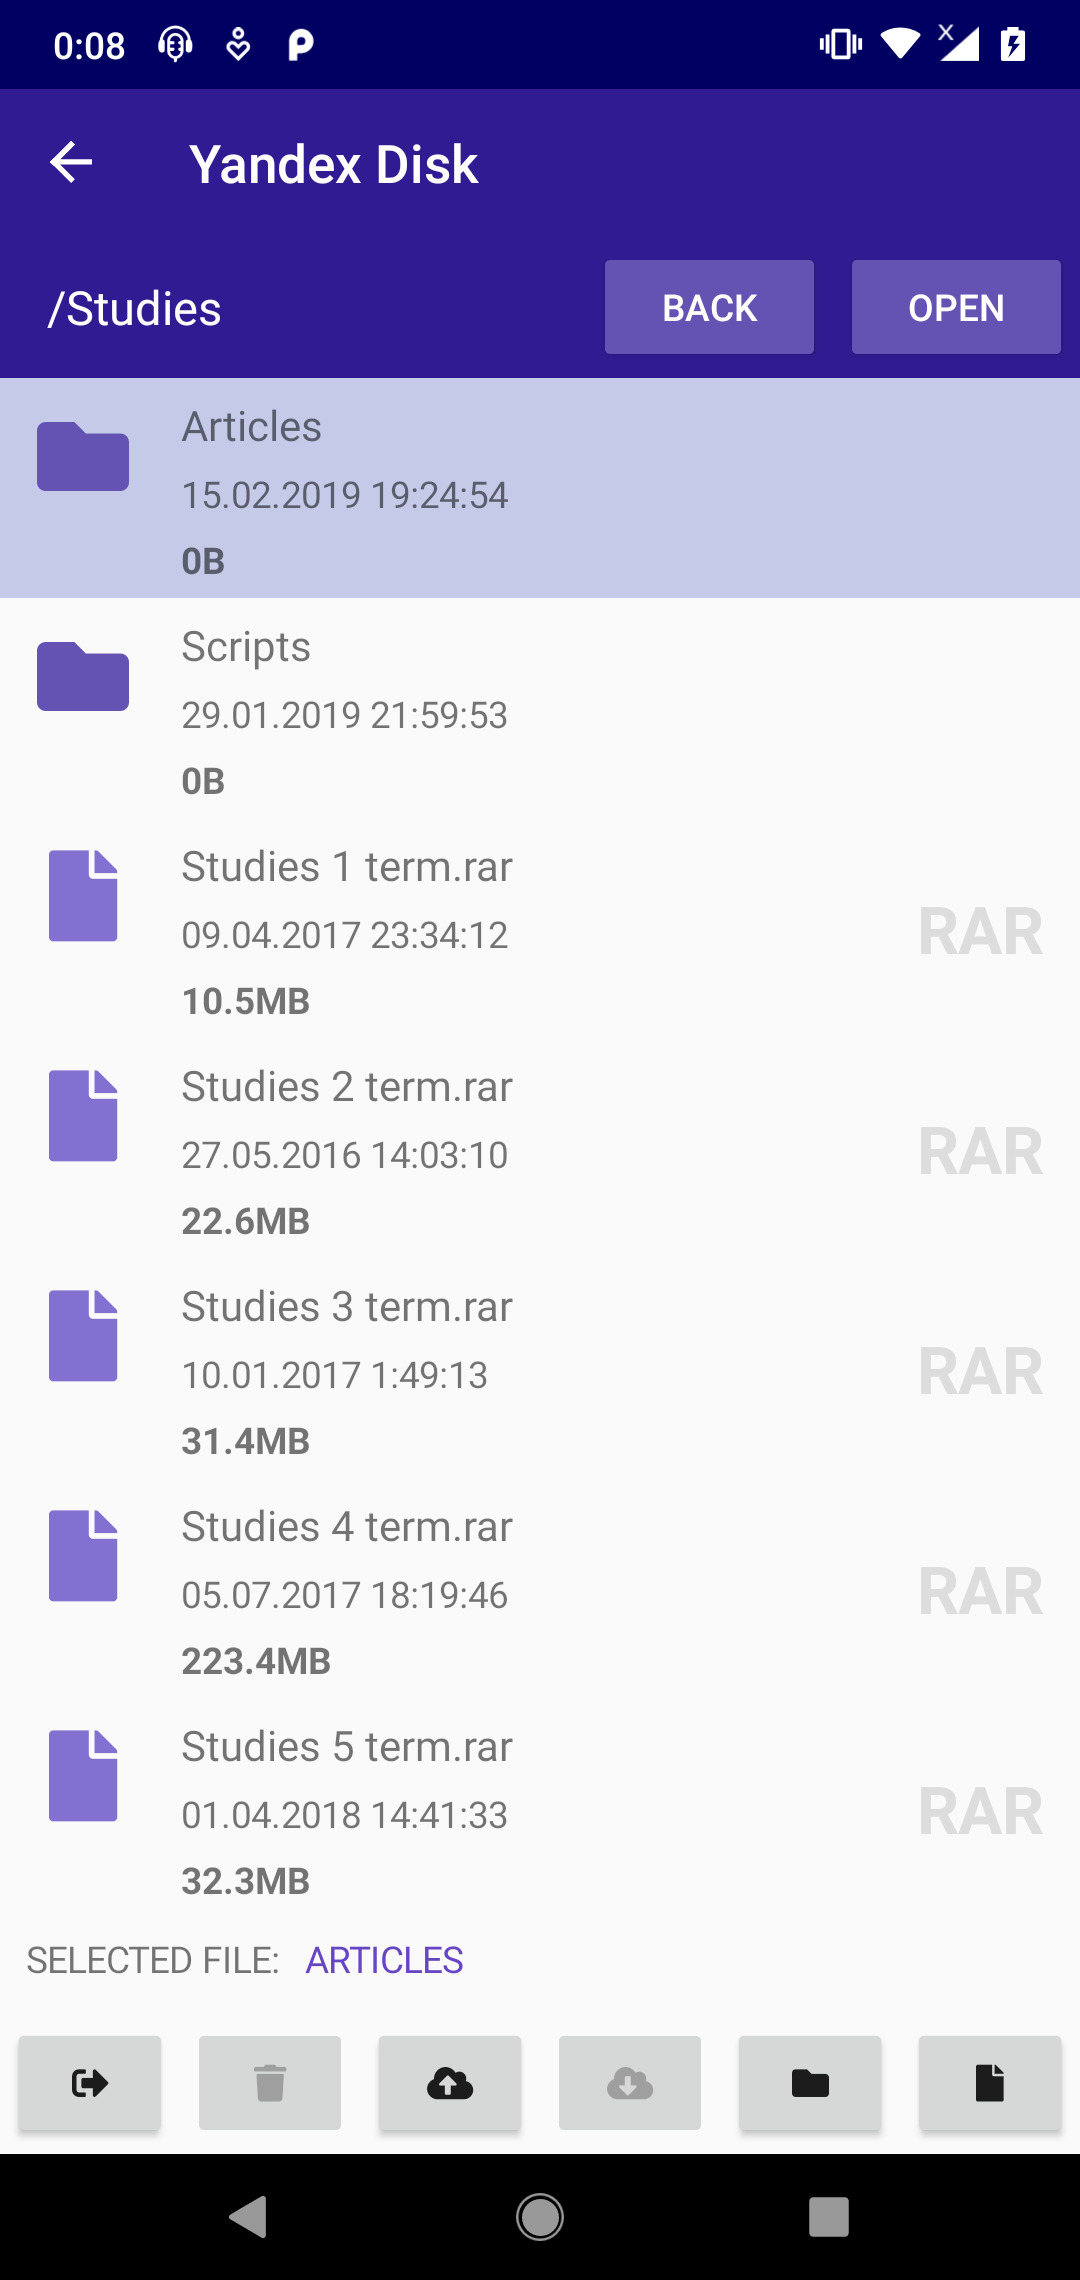 0:08
Yandex Disk
/Studies
BACK
OPEN
Articles
15.02.2019 19:24:54
0B
Scripts
29.01.2019 21:59:53
0B
Studies 1 term.rar
09.04.2017 23:34:12
RAR
10.5MB
Studies 2 term.rar
27.05.2016 14:03:10
RAR
22.6MB
Studies 3 term.rar
10.01.2017 1:49:13
RAR
31.4MB
Studies 4 term.rar
05.07.2017 18:19:46
RAR
223.4MB
Studies 5 term.rar
01.04.2018 14:41:33
RAR
32.3MB
SELECTED FILE: ARTICLES